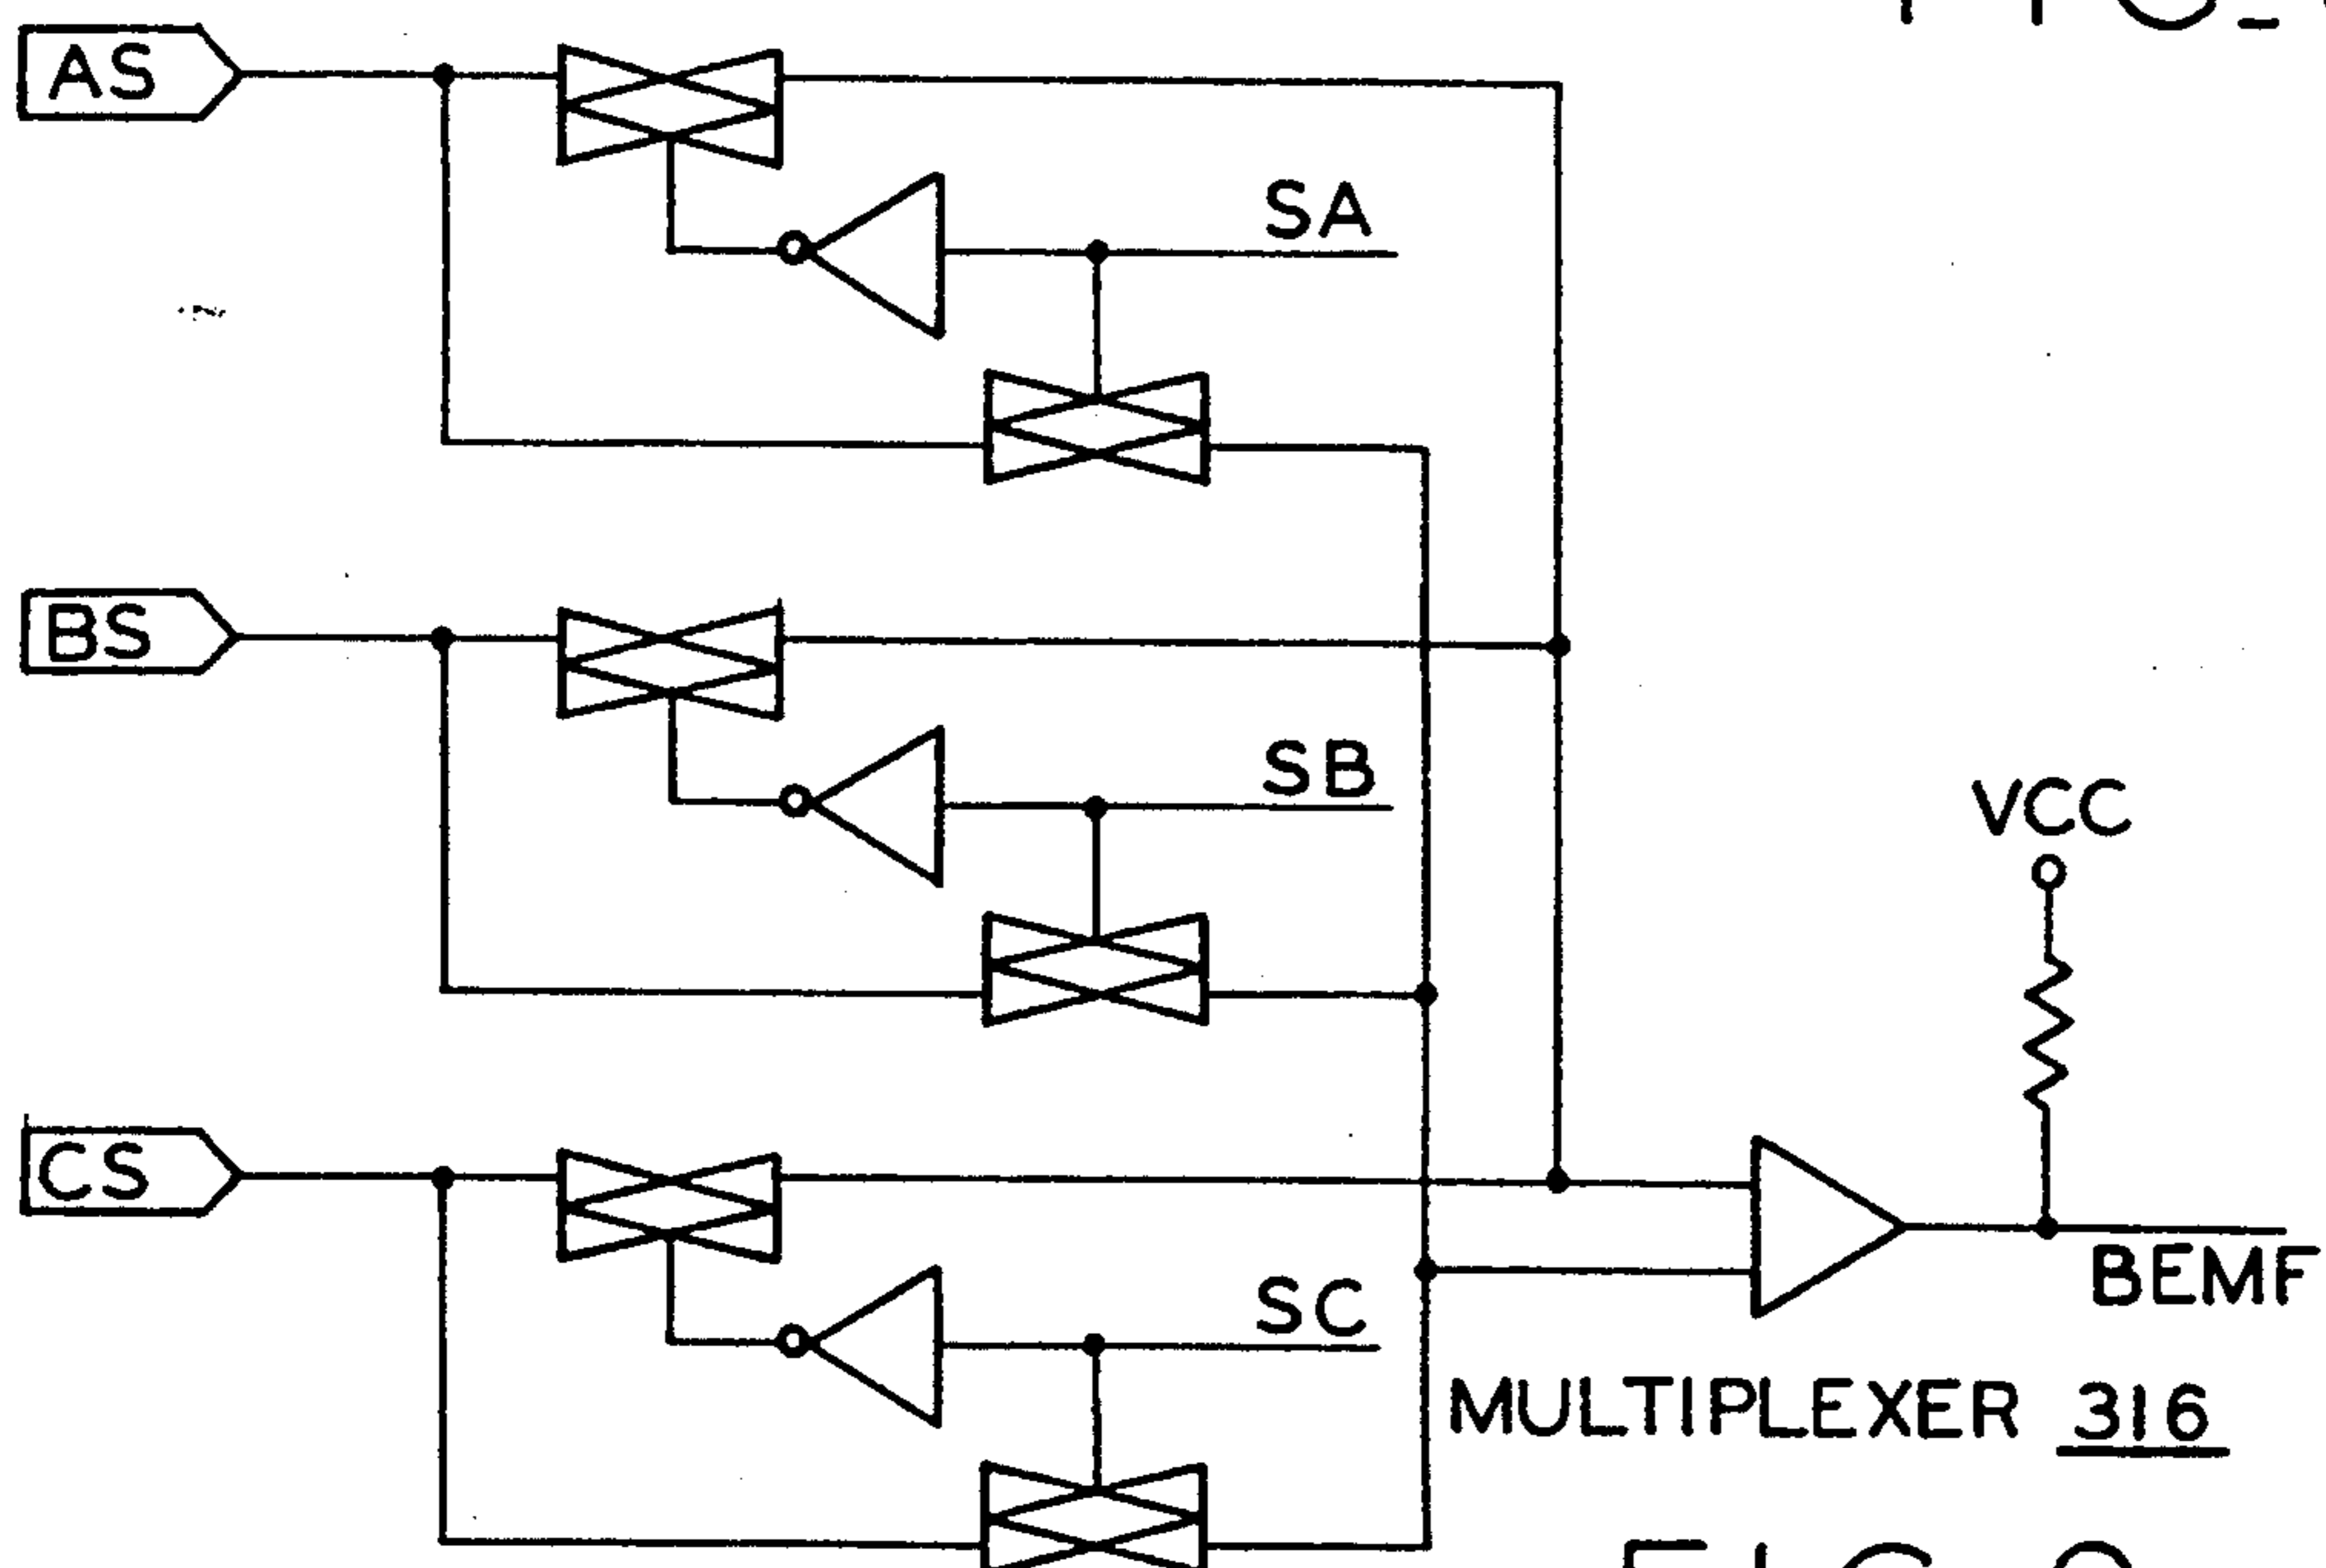 AS
SA
BS
SB
VCC
CS
BEMF
SC
MULTIPLEXER 316